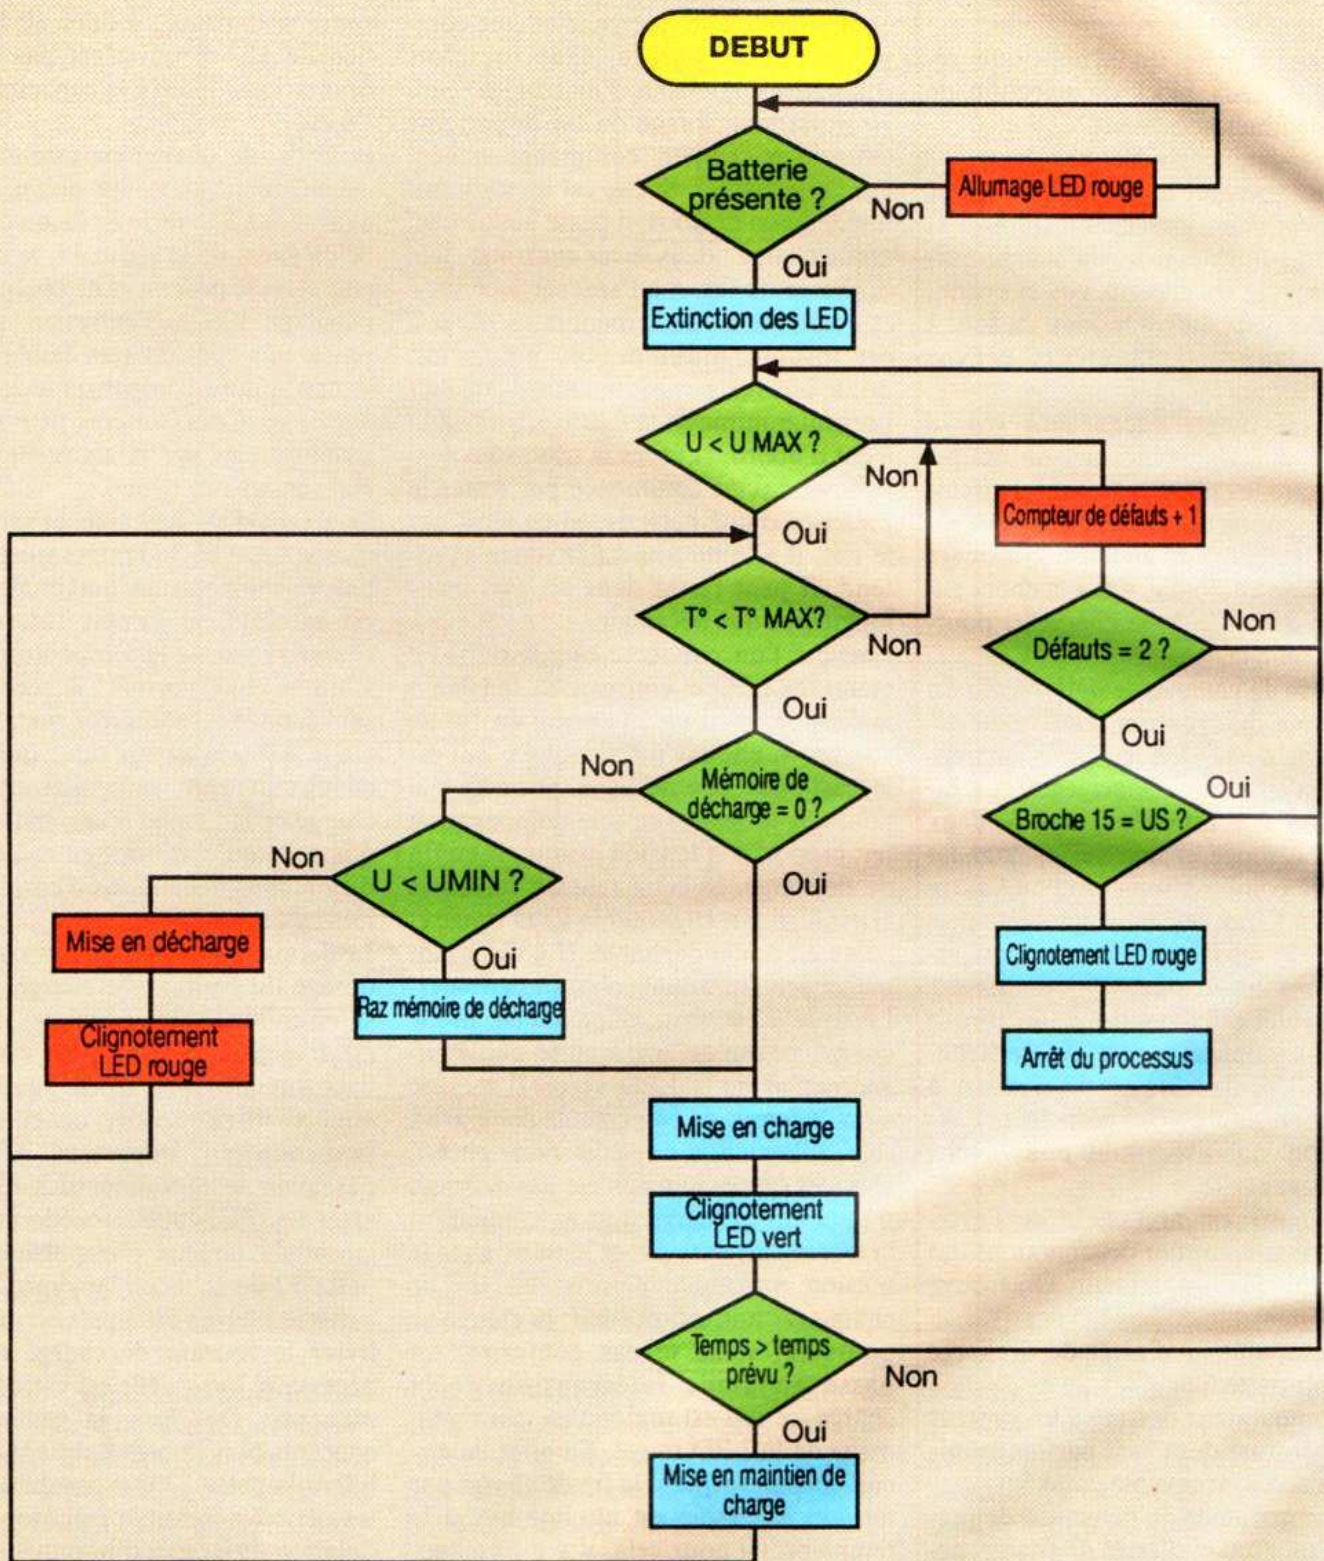 DEBUT
Batterie
présente ?
Non
Allumage LED rouge
Oui
Extinction des LED
U < U MAX ?
Non
Compteur de défauts + 1
Oui
T° < T° MAX?
Non
Défauts = 2 ?
Non
Oui
Oui
Non
Mémoire de
décharge = 0 ?
Broche 15 = US ?
Oui
Non
U < UMIN ?
Oui
Mise en décharge
Oui
Clignotement LED rouge
Raz mémoire de décharge
Clignotement
LED rouge
Arrêt du processus
Mise en charge
Clignotement
LED vert
Temps > temps
prévu ?
Non
Oui
Mise en maintien de
charge